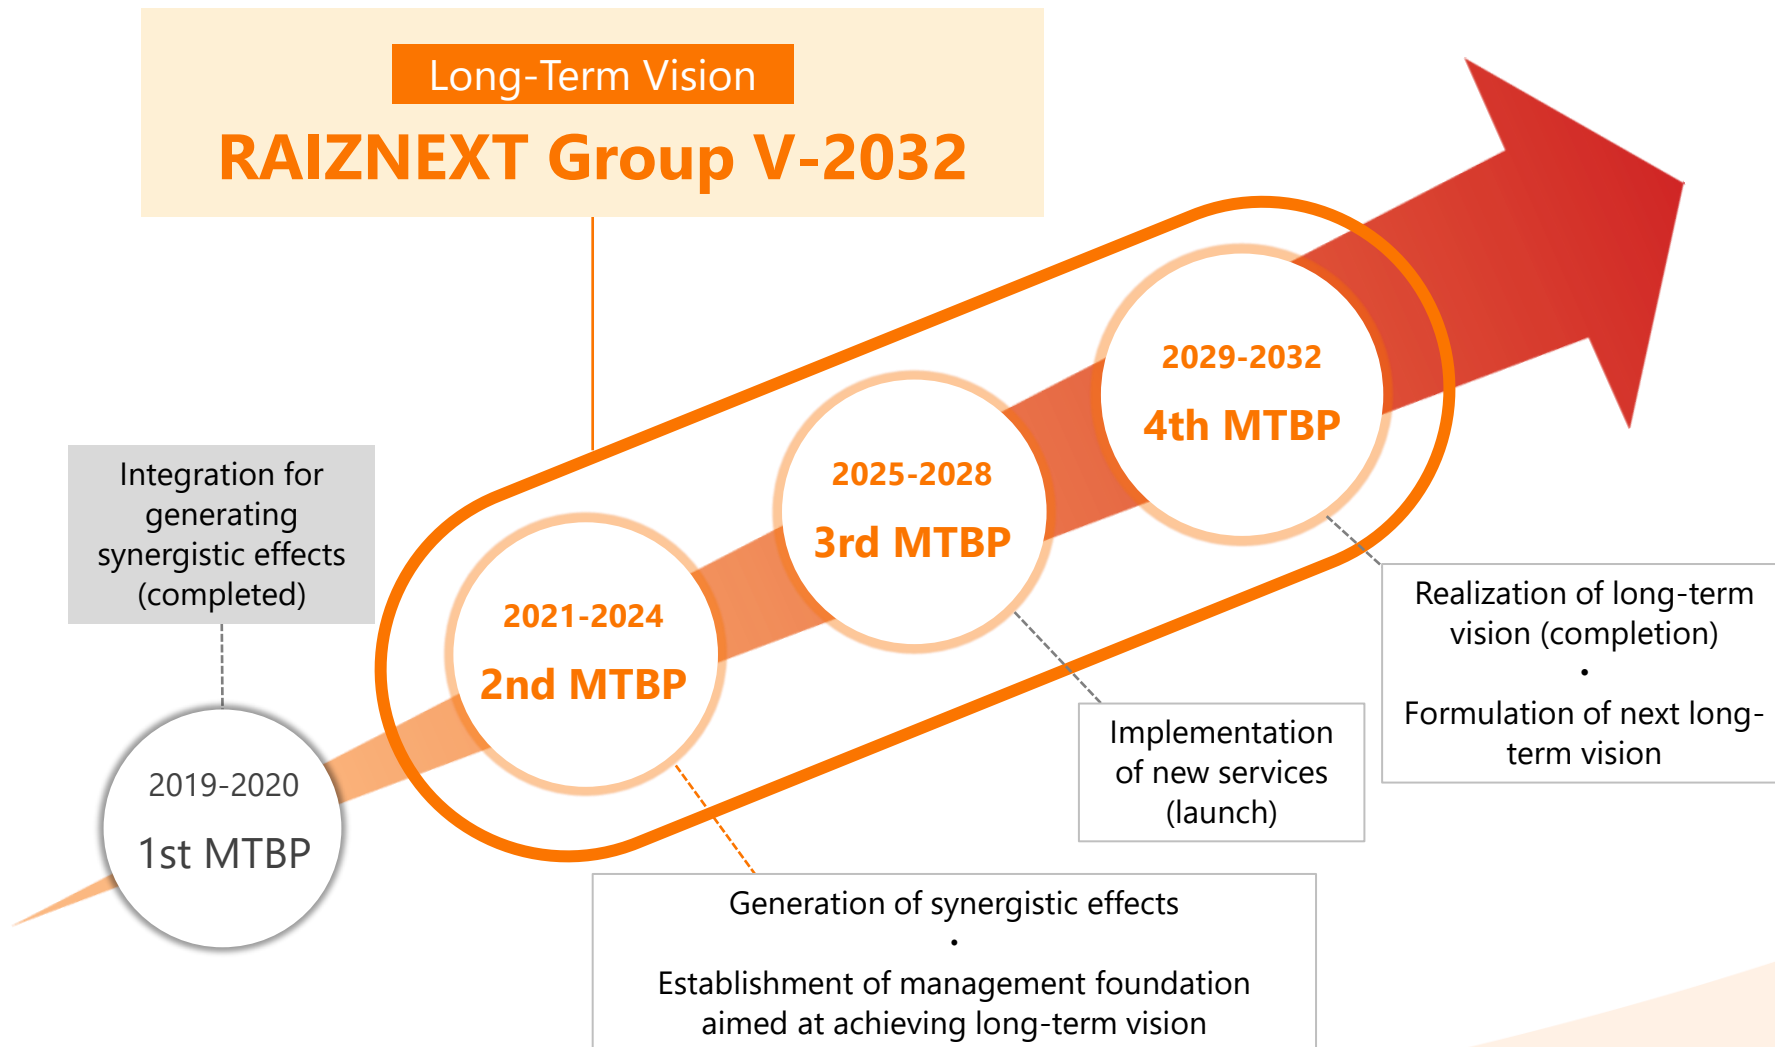 Long-Term Vision
RAIZNEXT Group V-2032
Integration for
generating
synergistic effects
(completed)
2019-2020
1st MTBP
2021-2024
2nd MTBP
2025-2028
3rd MTBP
2029-2032
4th MTBP
Generation of synergistic effects
・
Establishment of management foundation
aimed at achieving long-term vision
Implementation
of new services
(launch)
Realization of long-term
vision (completion)
・
Formulation of next long-
term vision